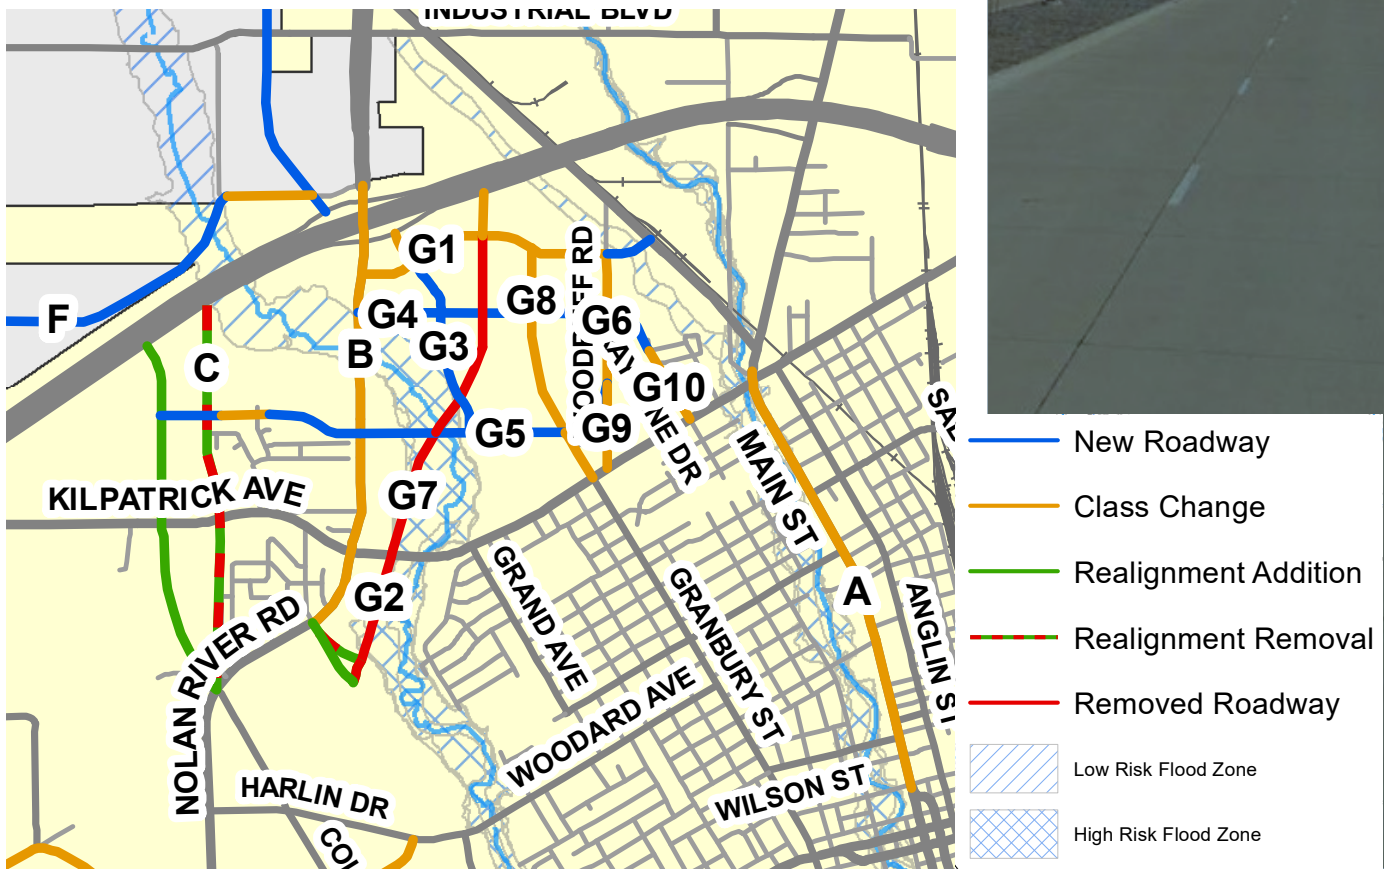 INDUSTRIAL BLVD
G1
F
G4
G8
G6
B
G3
C
G10
G5
G9
KILPATRICK AVE
G7
MAIN ST
G2
GRAND AVE
GRANBURY ST
A
ANGLIN ST
NOLAN RIVER RD
WOODARD AVE
HARLIN DR
WILSON ST
New Roadway
Class Change
Realignment Addition
Realignment Removal
Removed Roadway
Low Risk Flood Zone
High Risk Flood Zone